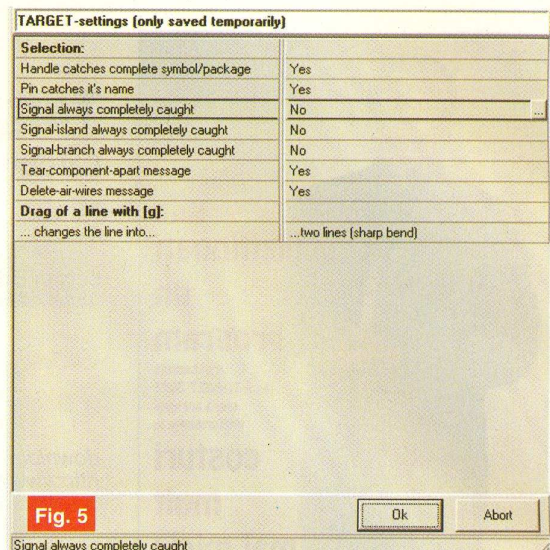 TARGET-settings (only saved temporarily)
Selection:
Handle catches complete symbol/package Yes
Pin catches it's name Yes
Signal always completely caught No ...
Signal-island always completely caught No
Signal-branch always completely caught No
Tear-component-apart message Yes
Delete-air-wires message Yes
Drag of a line with [g]:
... changes the line into... ...two lines (sharp bend)
costuri
Fig. 5 Ok Abort
Signal always completely caught